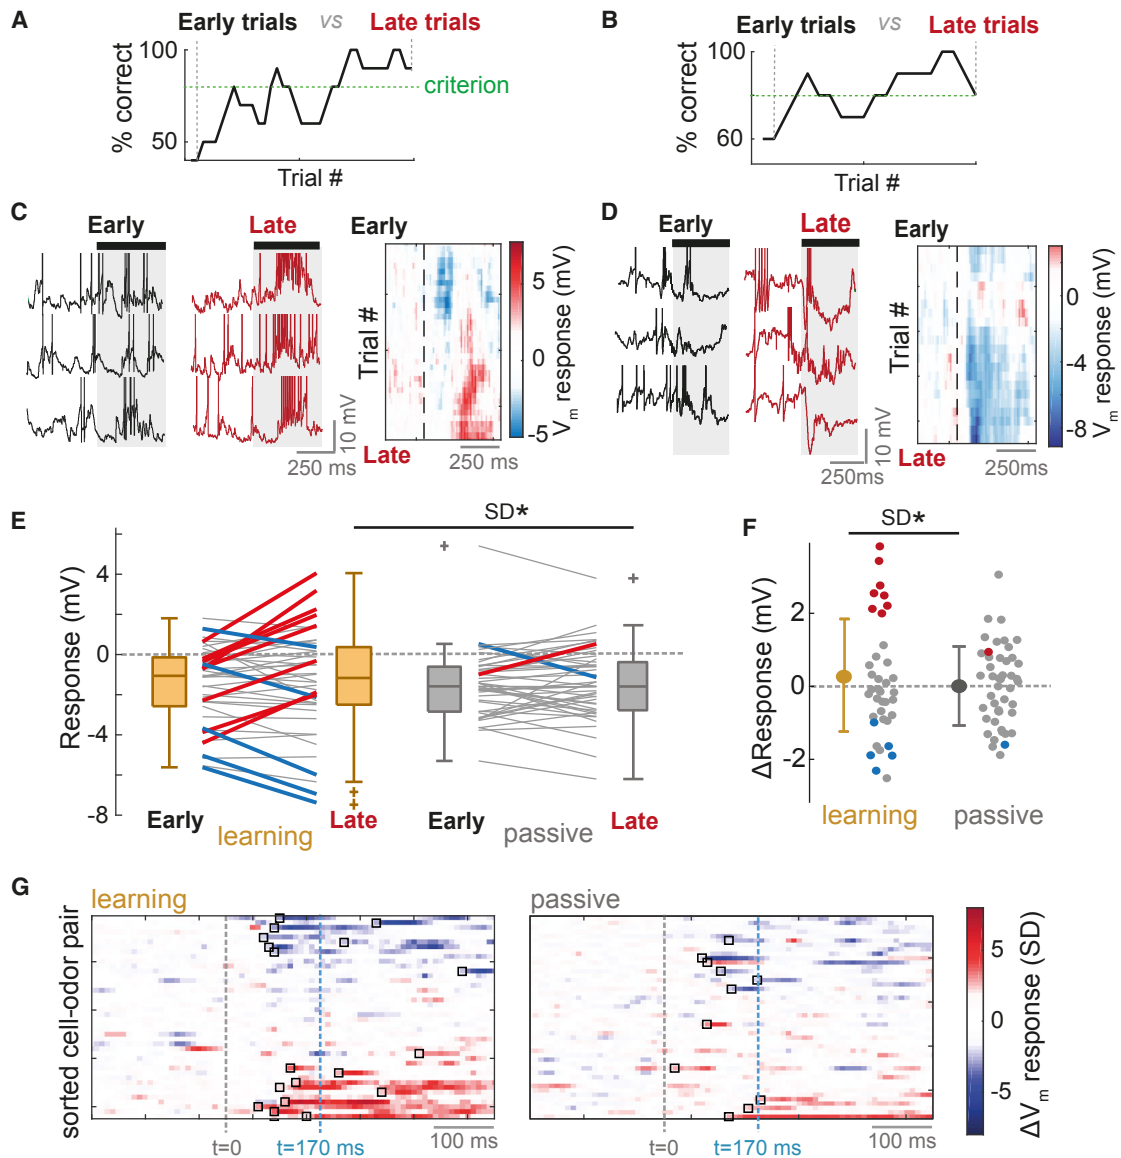 A
Early trials vs Late trials
100
50
% correct
criterion
Trial #
B
Early trials vs Late trials
100
60
% correct
Trial #
C
Early
Late
10 mV
250 ms
Early
Trial #
Late
250 ms
5
0
-5
Vm response (mV)
D
Early
Late
10 mV
250ms
Early
Trial #
Late
250ms
0
-4
-8
Vm response (mV)
E
SD*
4
0
-4
-8
Response (mV)
Early
learning
Late
Early
passive
Late
F
SD*
2
0
-2
ΔResponse (mV)
learning
passive
G
learning
sorted cell-odor pair
t=0
t=170 ms
100 ms
passive
t=0
t=170 ms
100 ms
5
0
-5
ΔVm response (SD)